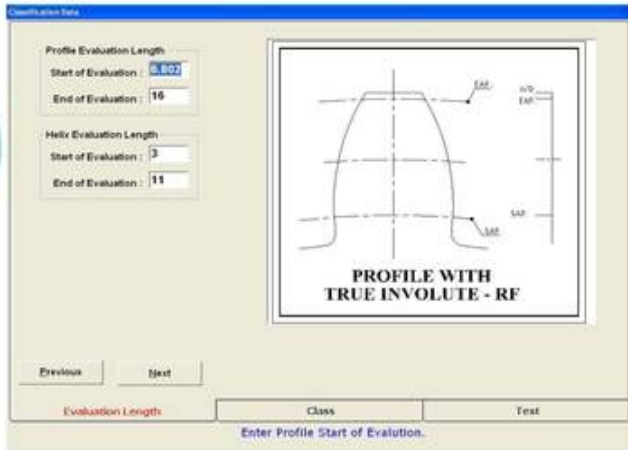 Classification Data
Profile Evaluation Length
Start of Evaluation : 0.802
End of Evaluation : 16
Helix Evaluation Length
Start of Evaluation : 3
End of Evaluation : 11
EAP.
O/D
EAP.
SAP.
SAP.
PROFILE WITH
TRUE INVOLUTE - RF
Previous
Next
Evaluation Length
Class
Text
Enter Profile Start of Evalution.